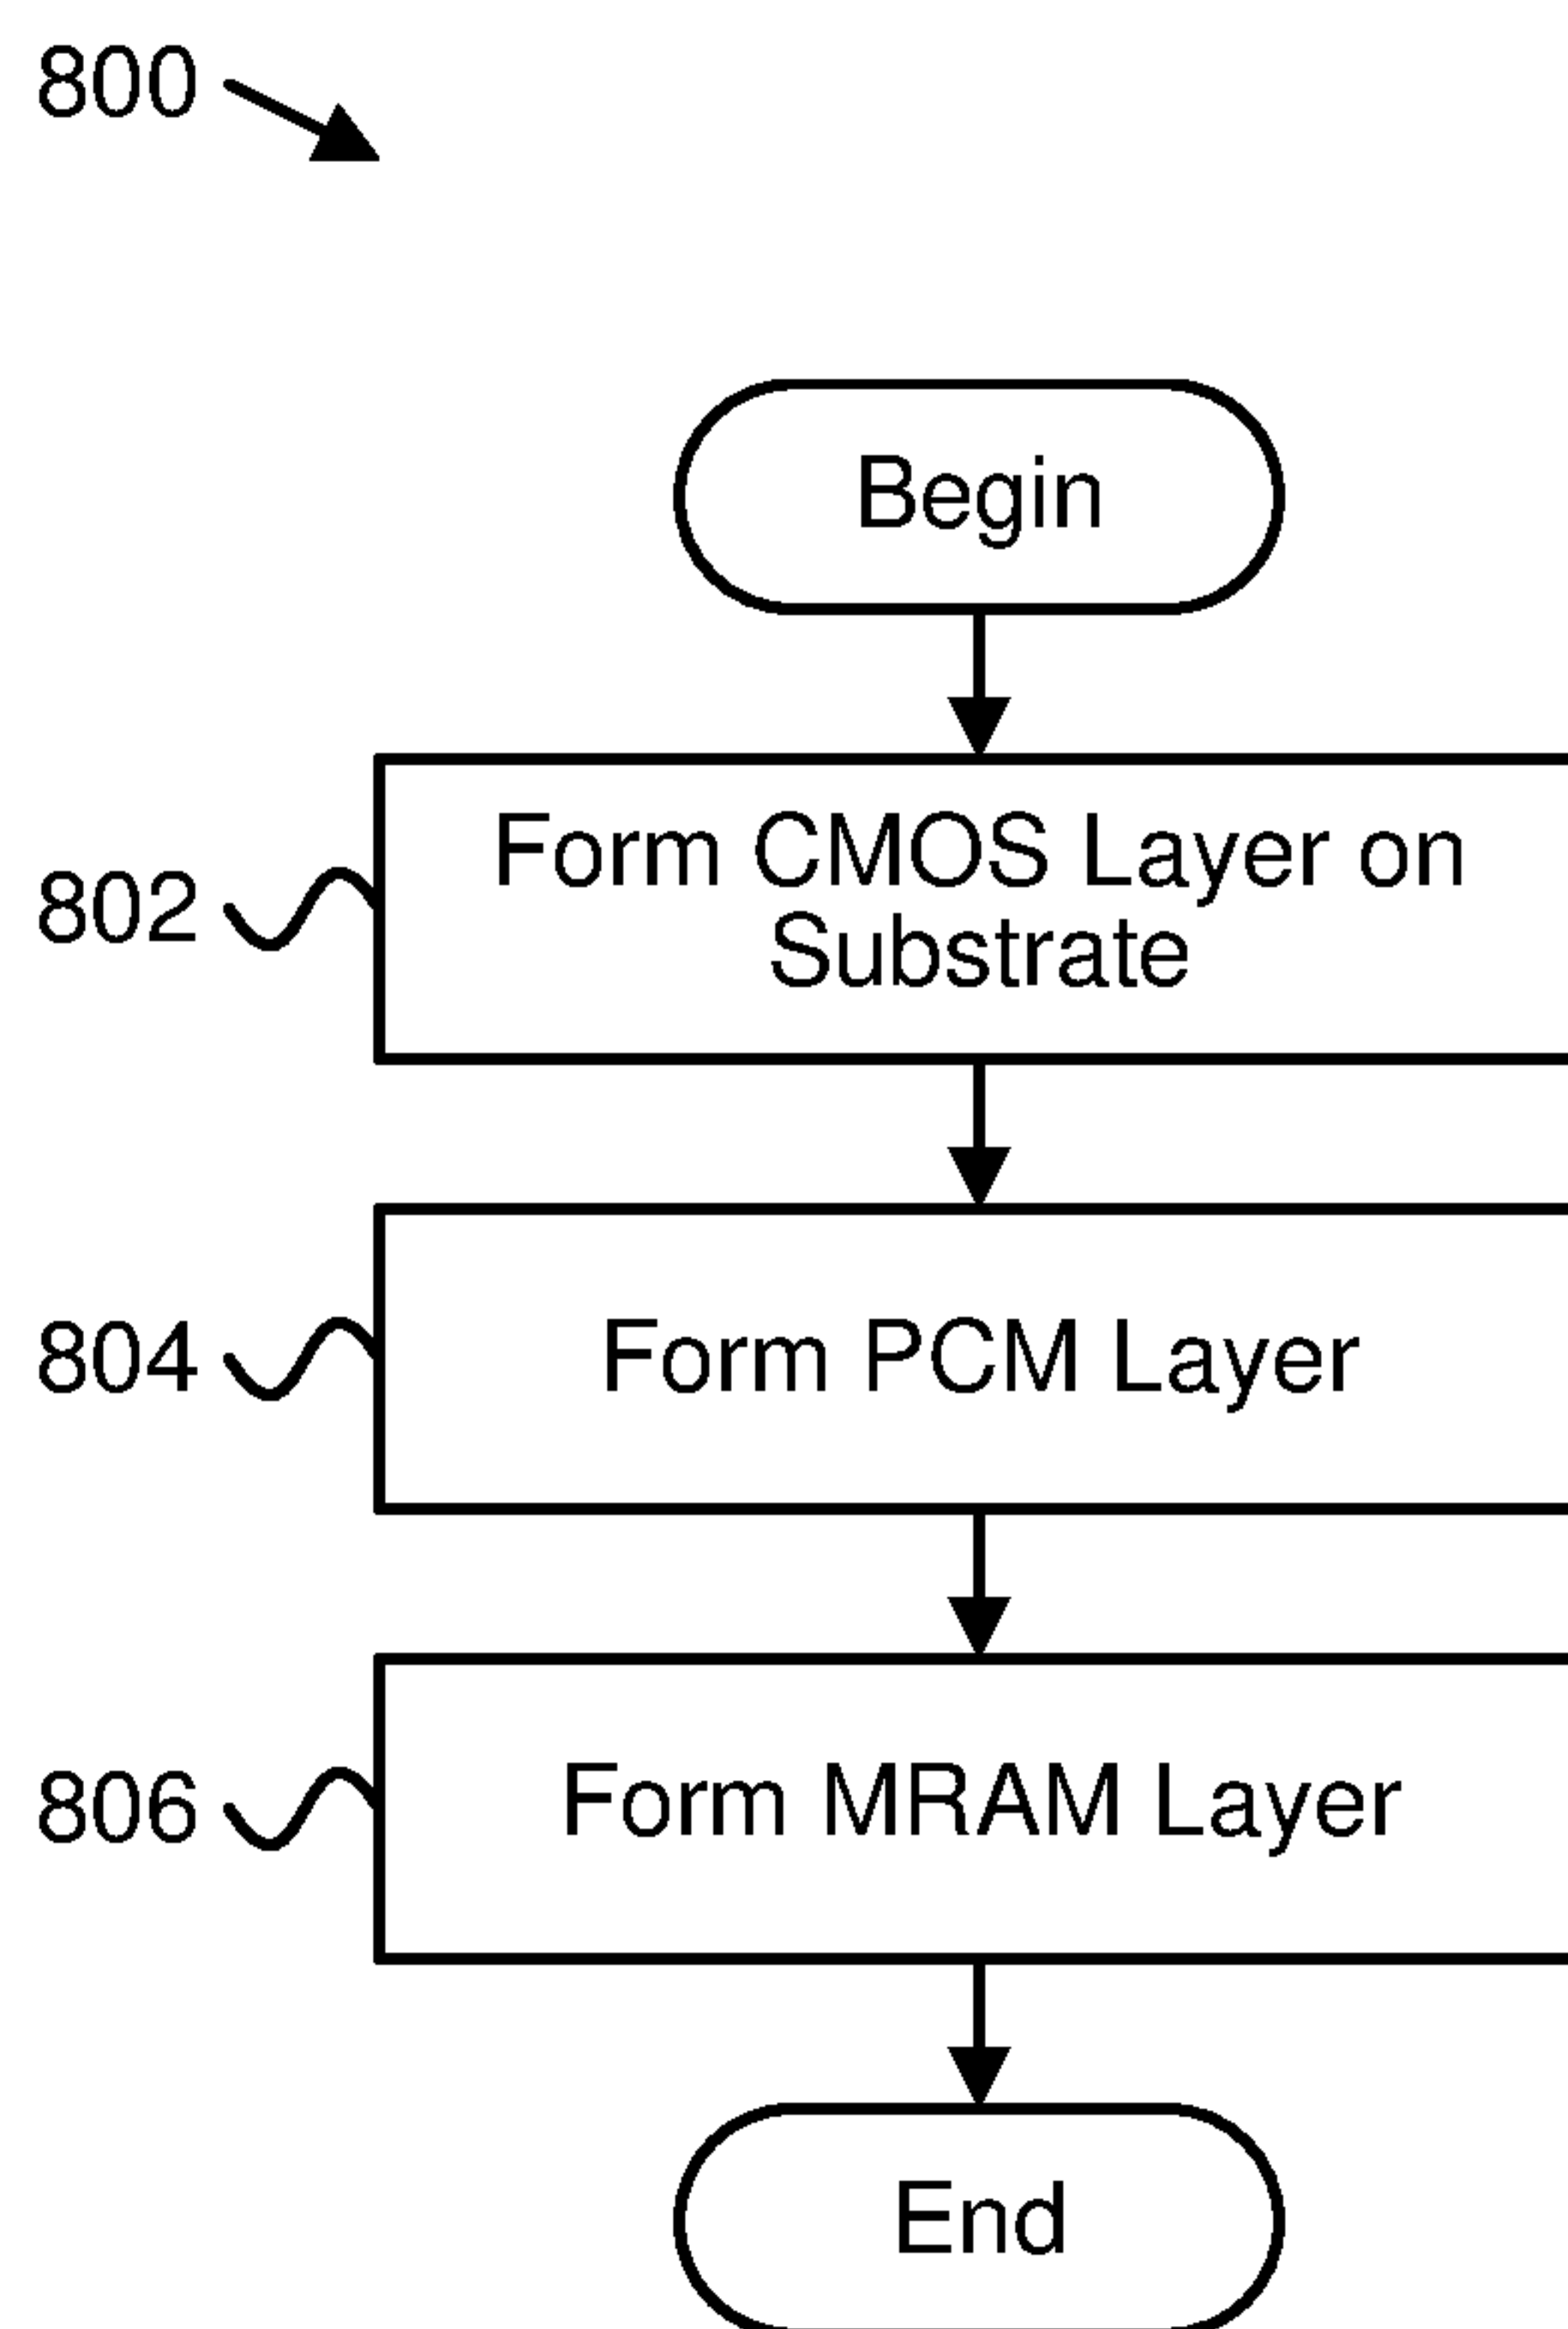 800
Begin
802
Form CMOS Layer on
Substrate
804
Form PCM Layer
806
Form MRAM Layer
End